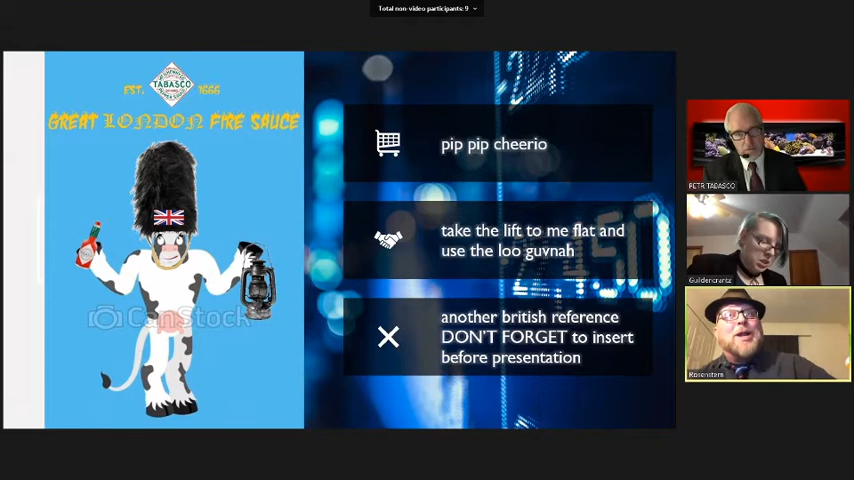 Total non-video participants: 9
EST. 1666
TABASCO
GREAT LONDON FIRE SAUCE
CanStock
pip pip cheerio
take the lift to me flat and
use the loo guvnah
another british reference
DON'T FORGET to insert
before presentation
PETR TABASCO
Guildencrantz
Rosenstern